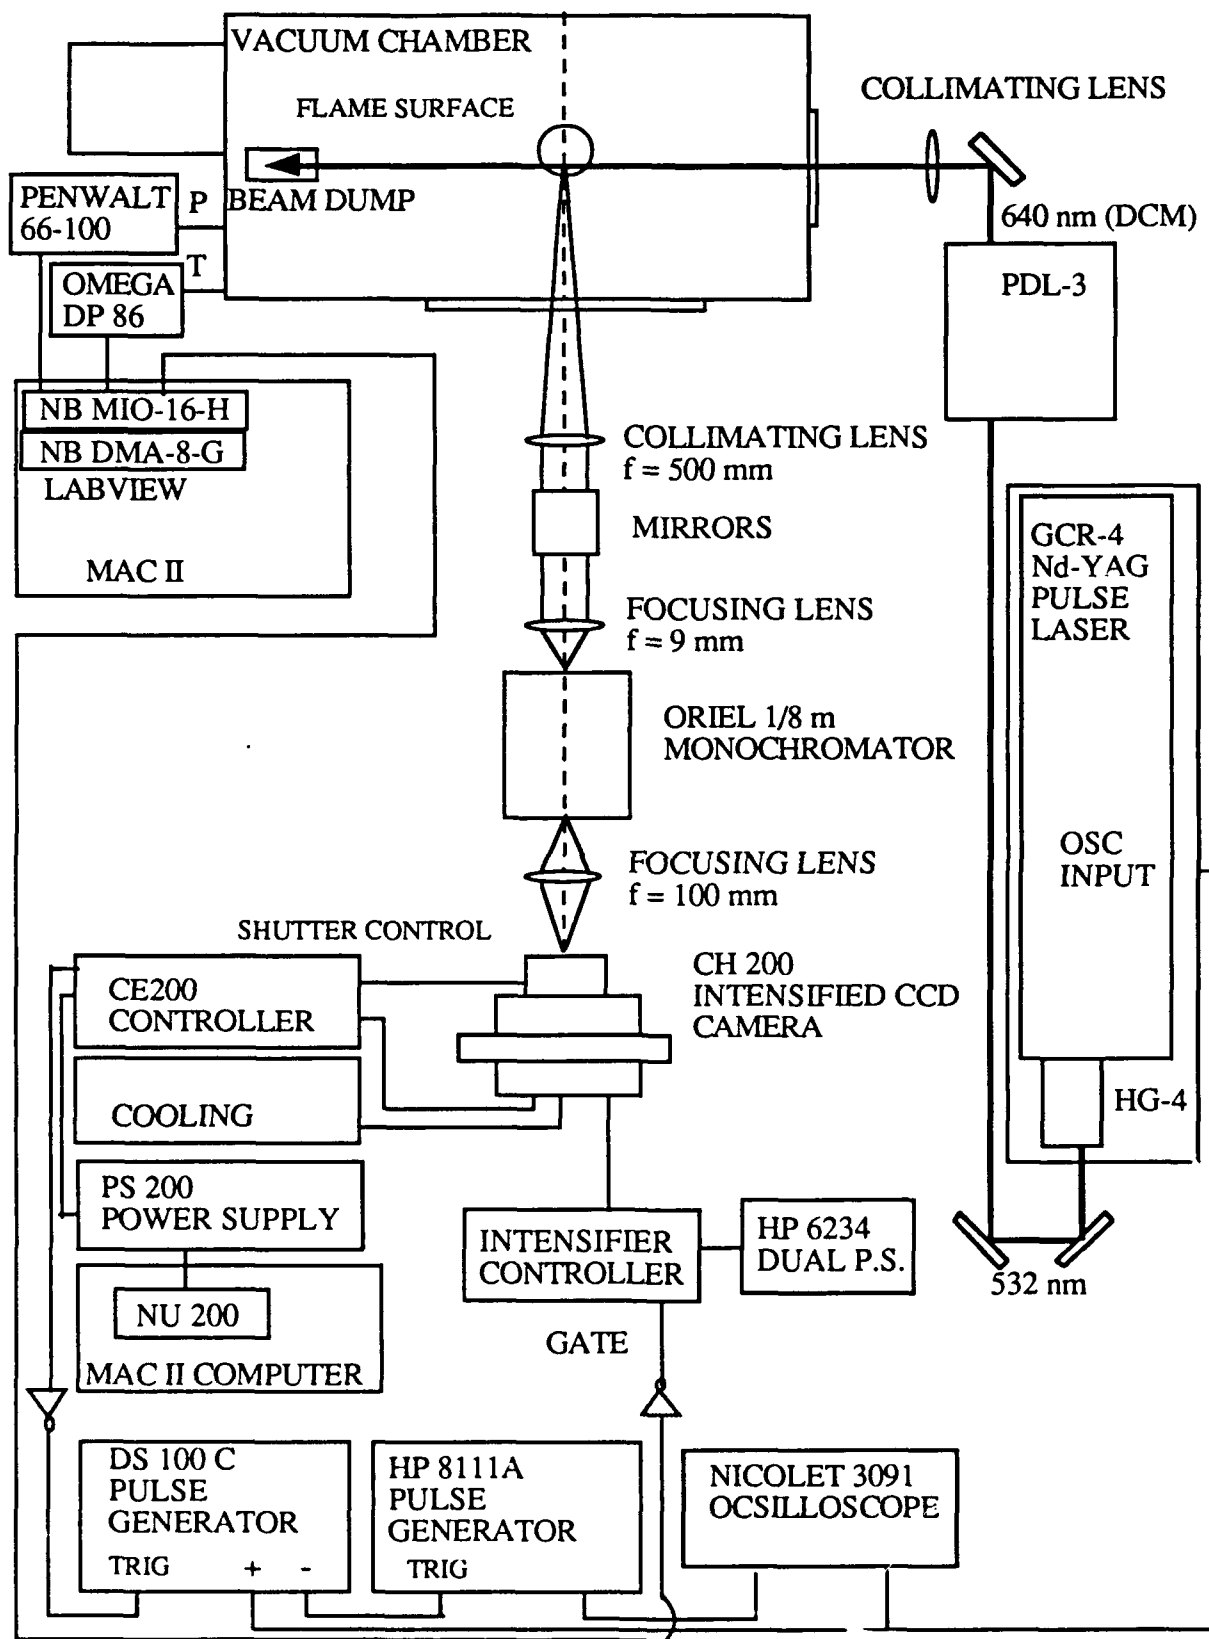 VACUUM CHAMBER
FLAME SURFACE
BEAM DUMP
COLLIMATING LENS
640 nm (DCM)
PDL-3
PENWALT
66-100
P
T
OMEGA
DP 86
NB MIO-16-H
NB DMA-8-G
LABVIEW
MAC II
COLLIMATING LENS
f = 500 mm
MIRRORS
FOCUSING LENS
f = 9 mm
ORIEL 1/8 m
MONOCHROMATOR
FOCUSING LENS
f = 100 mm
GCR-4
Nd-YAG
PULSE
LASER
OSC
INPUT
HG-4
532 nm
SHUTTER CONTROL
CE200
CONTROLLER
COOLING
CH 200
INTENSIFIED CCD
CAMERA
PS 200
POWER SUPPLY
NU 200
MAC II COMPUTER
INTENSIFIER
CONTROLLER
HP 6234
DUAL P.S.
GATE
DS 100 C
PULSE
GENERATOR
TRIG + -
HP 8111A
PULSE
GENERATOR
TRIG
NICOLET 3091
OCSILLOSCOPE